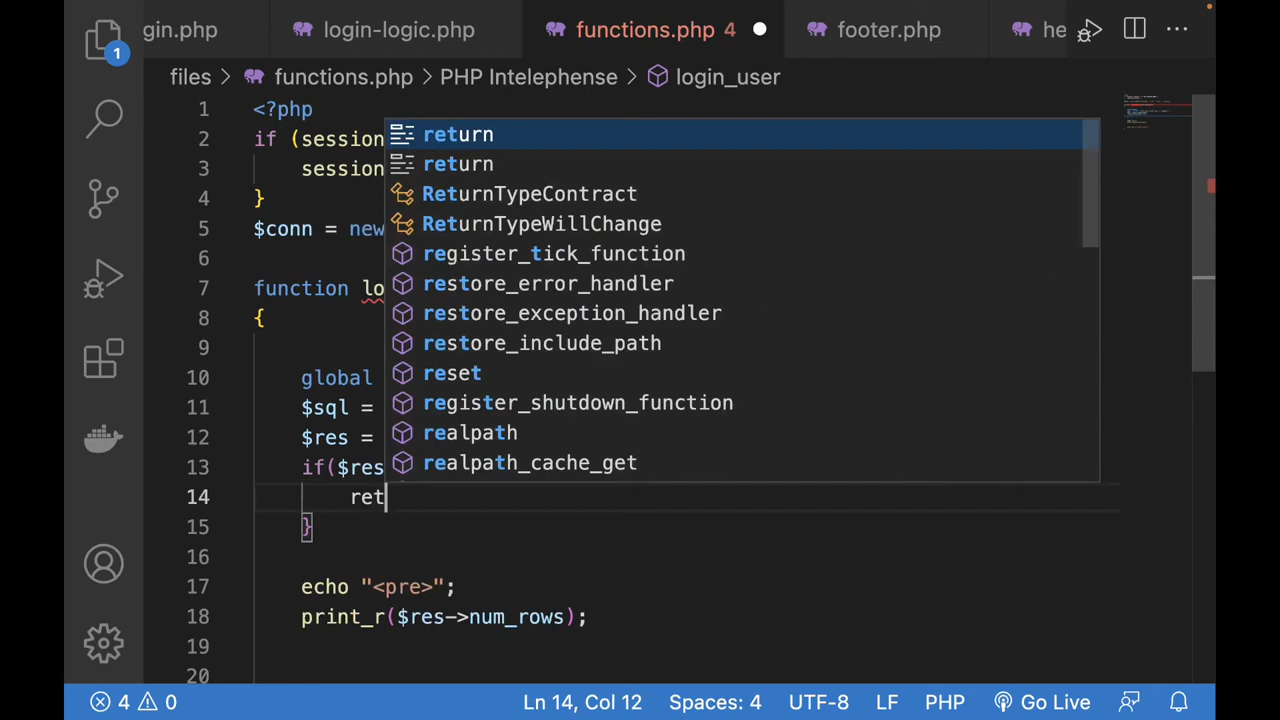 gin.php login-logic.php functions.php 4 footer.php he
1
files > functions.php > PHP Intelephense > login_user
1 <?php
2 if (session
3 session
4 }
5 $conn = new
6
7 function lo
8 {
9
10 global
11 $sql =
12 $res =
13 if($res
14 ret
15 }
16
17 echo "<pre>";
18 print_r($res->num_rows);
19
20
return
return
ReturnTypeContract
ReturnTypeWillChange
register_tick_function
restore_error_handler
restore_exception_handler
restore_include_path
reset
register_shutdown_function
realpath
realpath_cache_get
4 0 Ln 14, Col 12 Spaces: 4 UTF-8 LF PHP Go Live